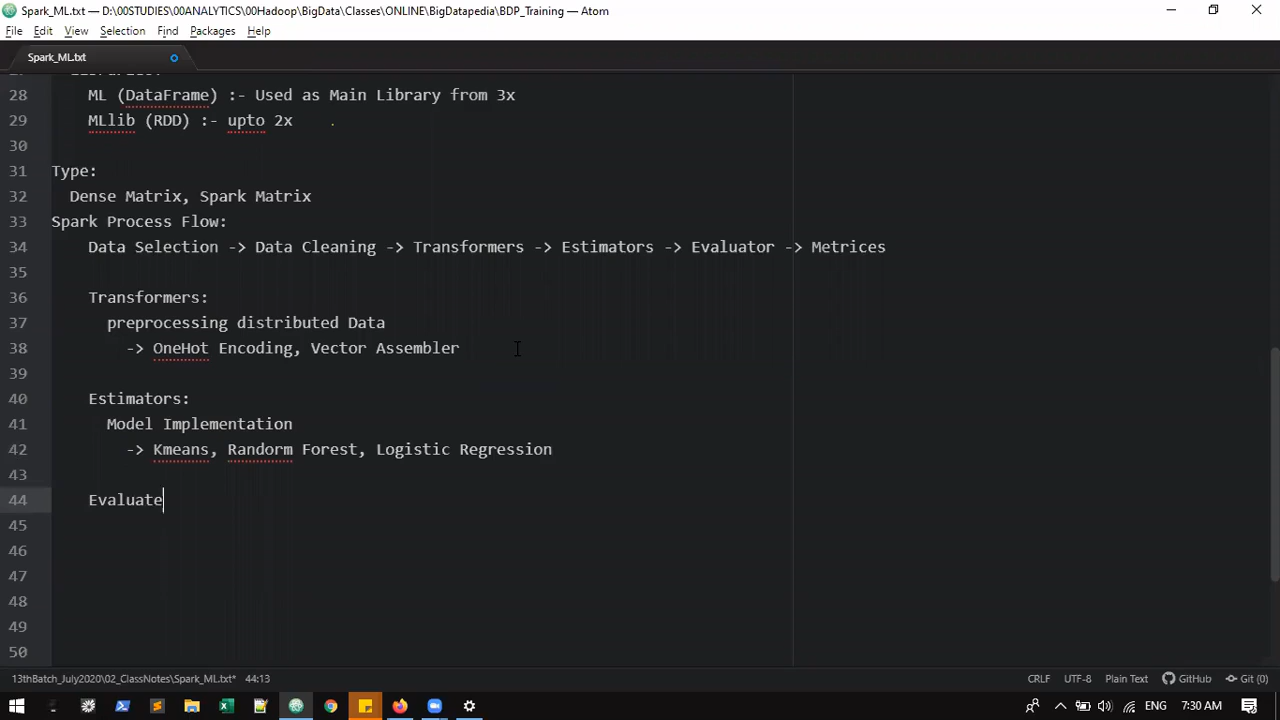 Spark_ML.txt — D:\00STUDIES\00ANALYTICS\00Hadoop\BigData\Classes\ONLINE\BigDatapedia\BDP_Training — Atom
File Edit View Selection Find Packages Help
Spark_ML.txt
28 ML (DataFrame) :- Used as Main Library from 3x
29 MLlib (RDD) :- upto 2x .
30
31 Type:
32 Dense Matrix, Spark Matrix
33 Spark Process Flow:
34 Data Selection -> Data Cleaning -> Transformers -> Estimators -> Evaluator -> Metrices
35
36 Transformers:
37 preprocessing distributed Data
38 -> OneHot Encoding, Vector Assembler
39
40 Estimators:
41 Model Implementation
42 -> Kmeans, Randorm Forest, Logistic Regression
43
44 Evaluate
45
46
47
48
49
50
13thBatch_July2020\02_ClassNotes\Spark_ML.txt* 44:13 CRLF UTF-8 Plain Text GitHub Git (0)
ENG 7:30 AM